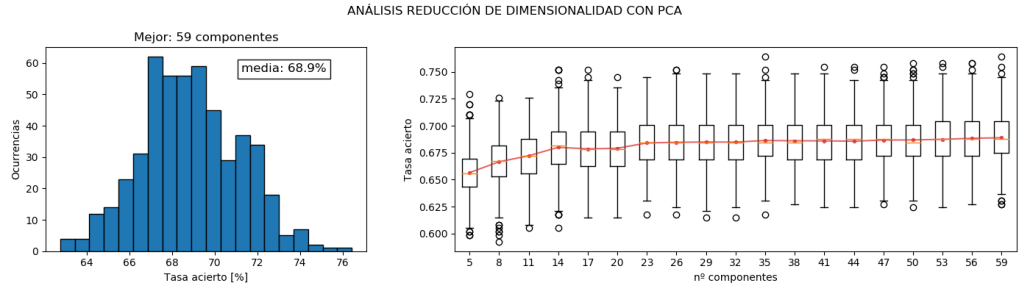 ANÁLISIS REDUCCIÓN DE DIMENSIONALIDAD CON PCA
Mejor: 59 componentes
media: 68.9%
Ocurrencias
60
50
40
30
20
10
0
64 66 68 70 72 74 76
Tasa acierto [%]
Tasa acierto
0.750
0.725
0.700
0.675
0.650
0.625
0.600
5 8 11 14 17 20 23 26 29 32 35 38 41 44 47 50 53 56 59
nº componentes